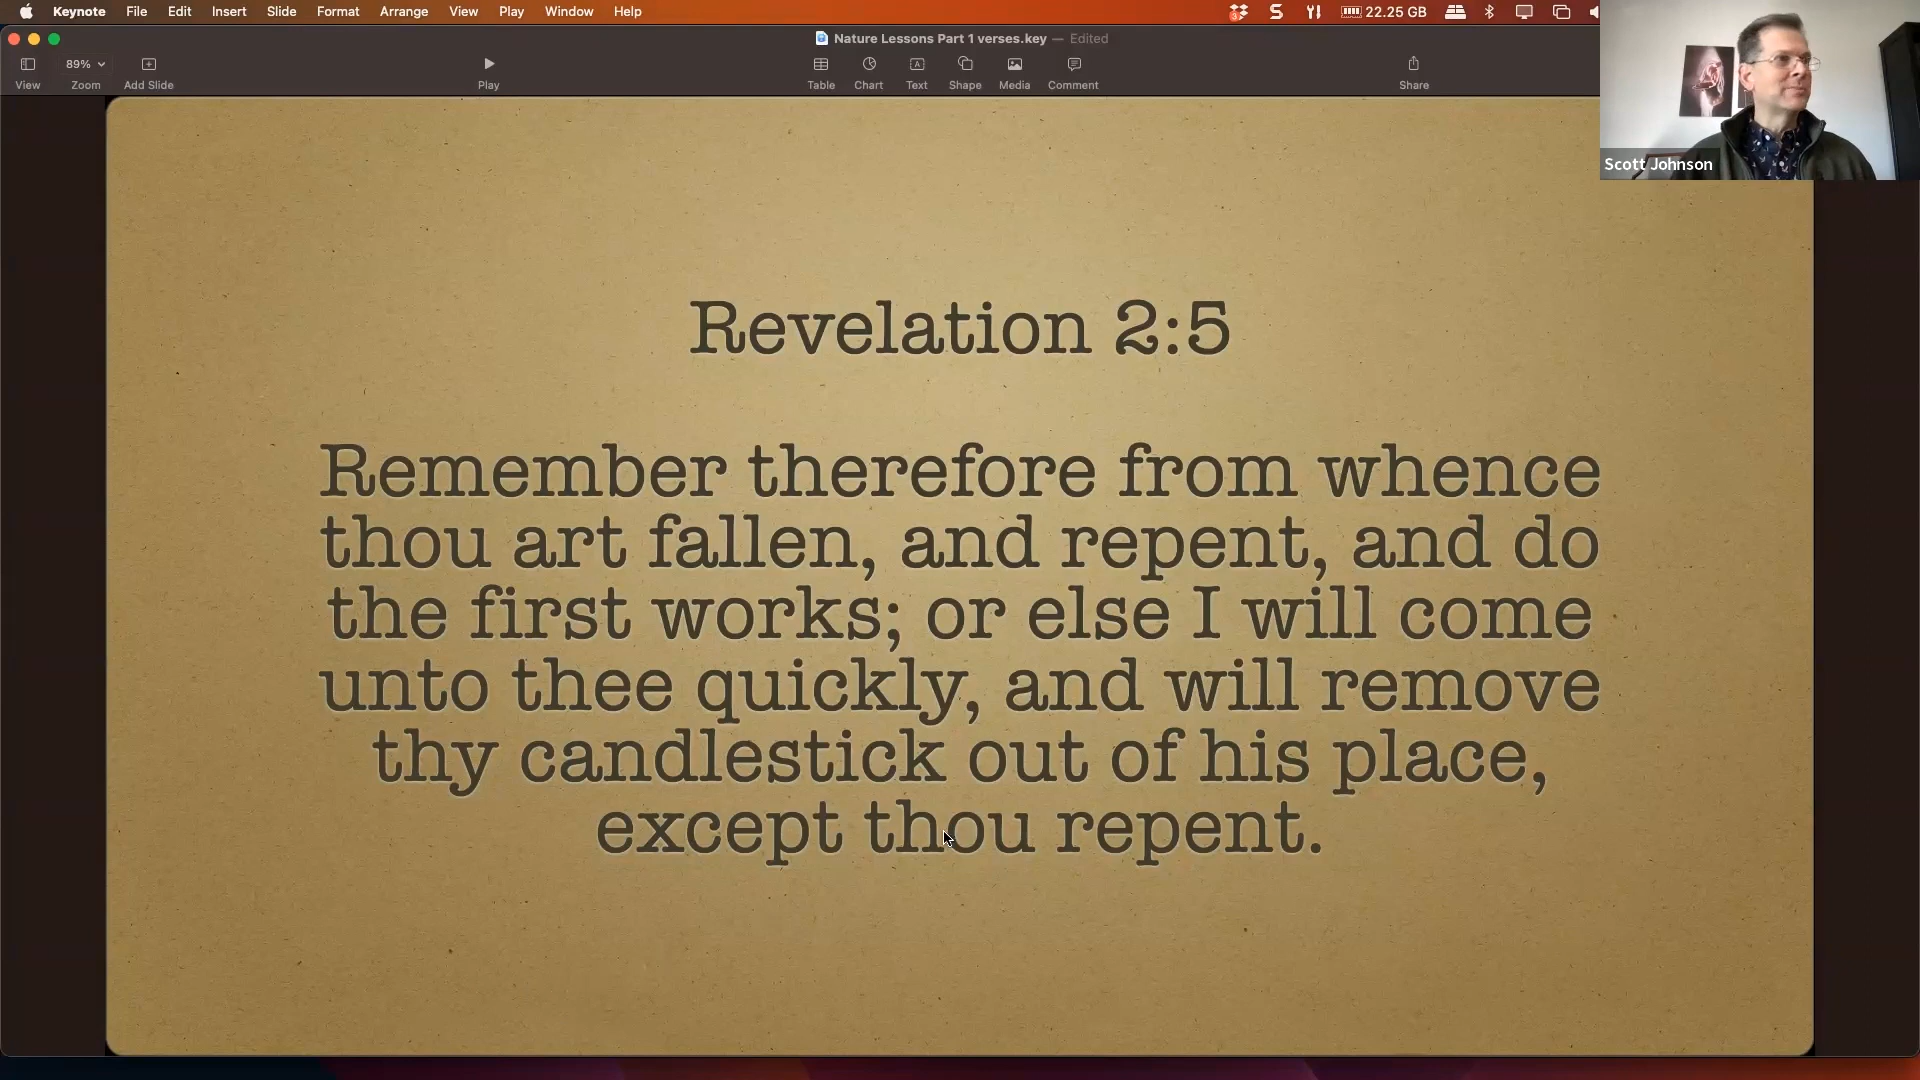 Keynote File Edit Insert Slide Format Arrange View Play Window Help 22.25 GB
Nature Lessons Part 1 verses.key — Edited
89%
View Zoom Add Slide Play Table Chart Text Shape Media Comment Share
Scott Johnson
Revelation 2:5
Remember therefore from whence
thou art fallen, and repent, and do
the first works; or else I will come
unto thee quickly, and will remove
thy candlestick out of his place,
except thou repent.